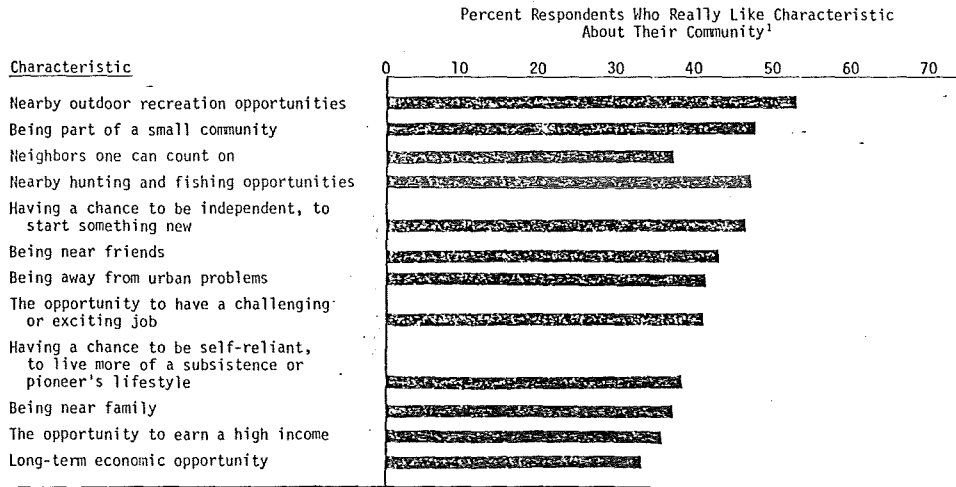 Percent Respondents Who Really Like Characteristic
About Their Community¹
Characteristic
0 10 20 30 40 50 60 70
Nearby outdoor recreation opportunities
Being part of a small community
Neighbors one can count on
Nearby hunting and fishing opportunities
Having a chance to be independent, to
start something new
Being near friends
Being away from urban problems
The opportunity to have a challenging
or exciting job
Having a chance to be self-reliant,
to live more of a subsistence or
pioneer's lifestyle
Being near family
The opportunity to earn a high income
Long-term economic opportunity